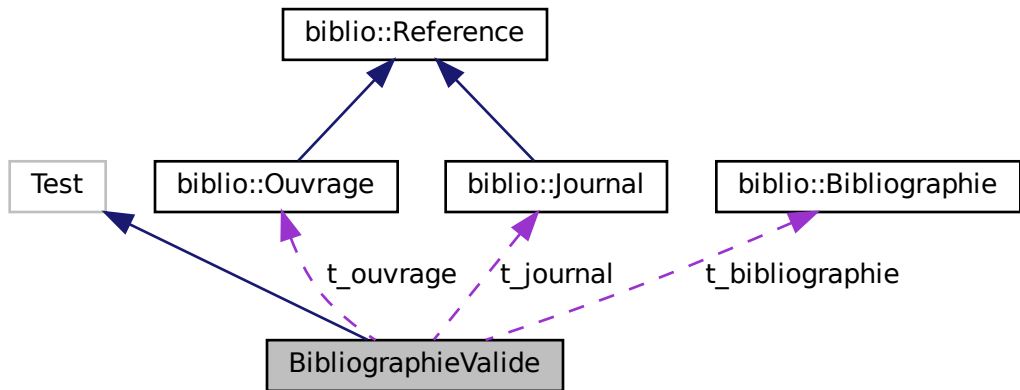 biblio::Reference
Test
biblio::Ouvrage
biblio::Journal
biblio::Bibliographie
t_ouvrage
t_journal
t_bibliographie
BibliographieValide